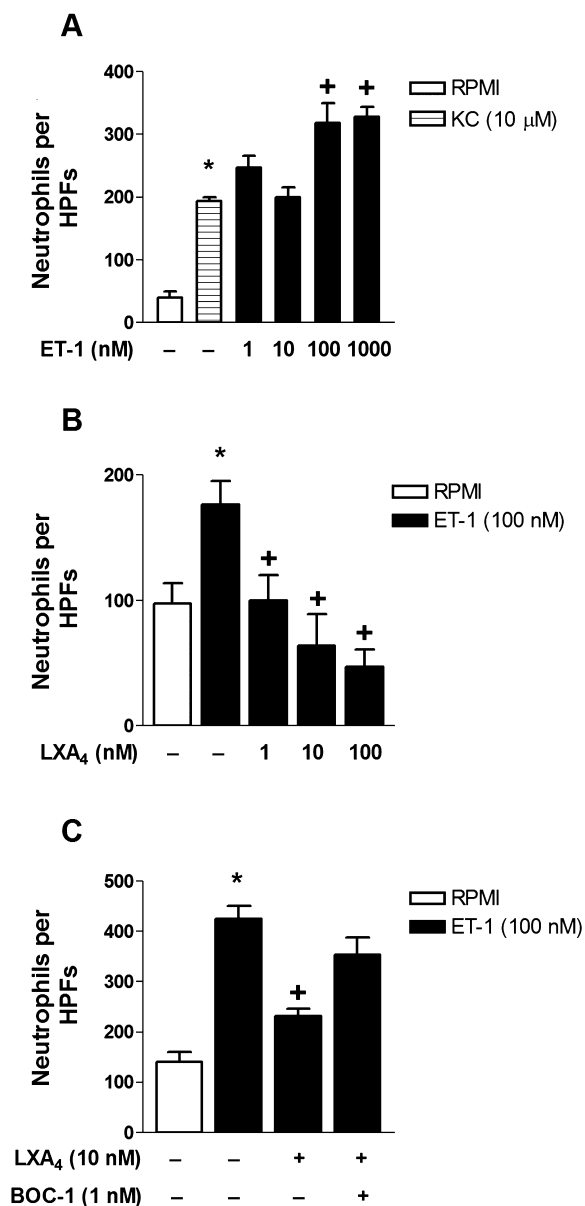 A
Neutrophils per
HPFs
400
300
200
100
0
*
+ +
RPMI
KC (10 μM)
ET-1 (nM) – – 1 10 100 1000
B
Neutrophils per
HPFs
200
100
0
*
+
+
+
RPMI
ET-1 (100 nM)
LXA₄ (nM) – – 1 10 100
C
Neutrophils per
HPFs
500
400
300
200
100
0
*
+
RPMI
ET-1 (100 nM)
LXA₄ (10 nM) – – + +
BOC-1 (1 nM) – – – +